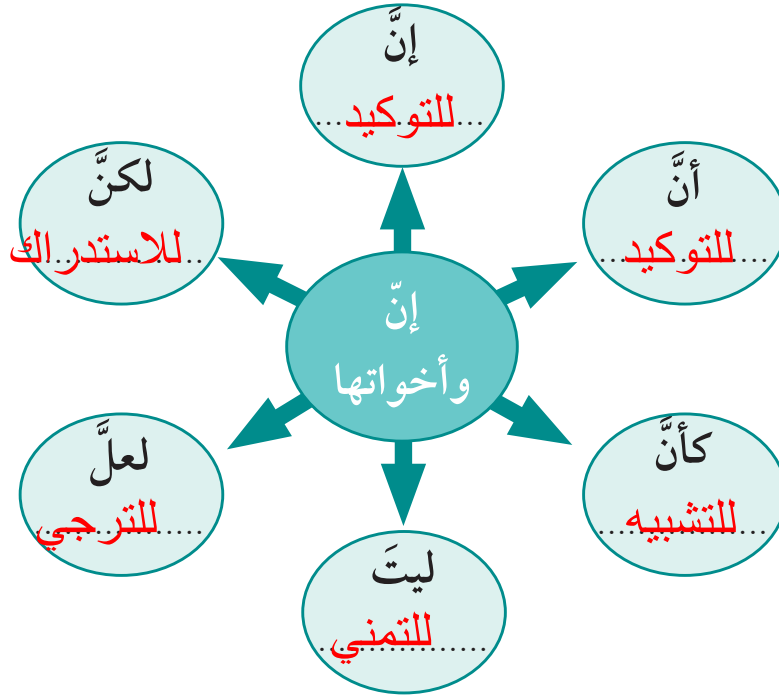 إنَّ
للتوكيد
أنَّ
للتوكيد
كأنَّ
للتشبيه
ليتَ
للتمني
لعلَّ
للترجي
لكنَّ
للاستدراك
إنّ
وأخواتها